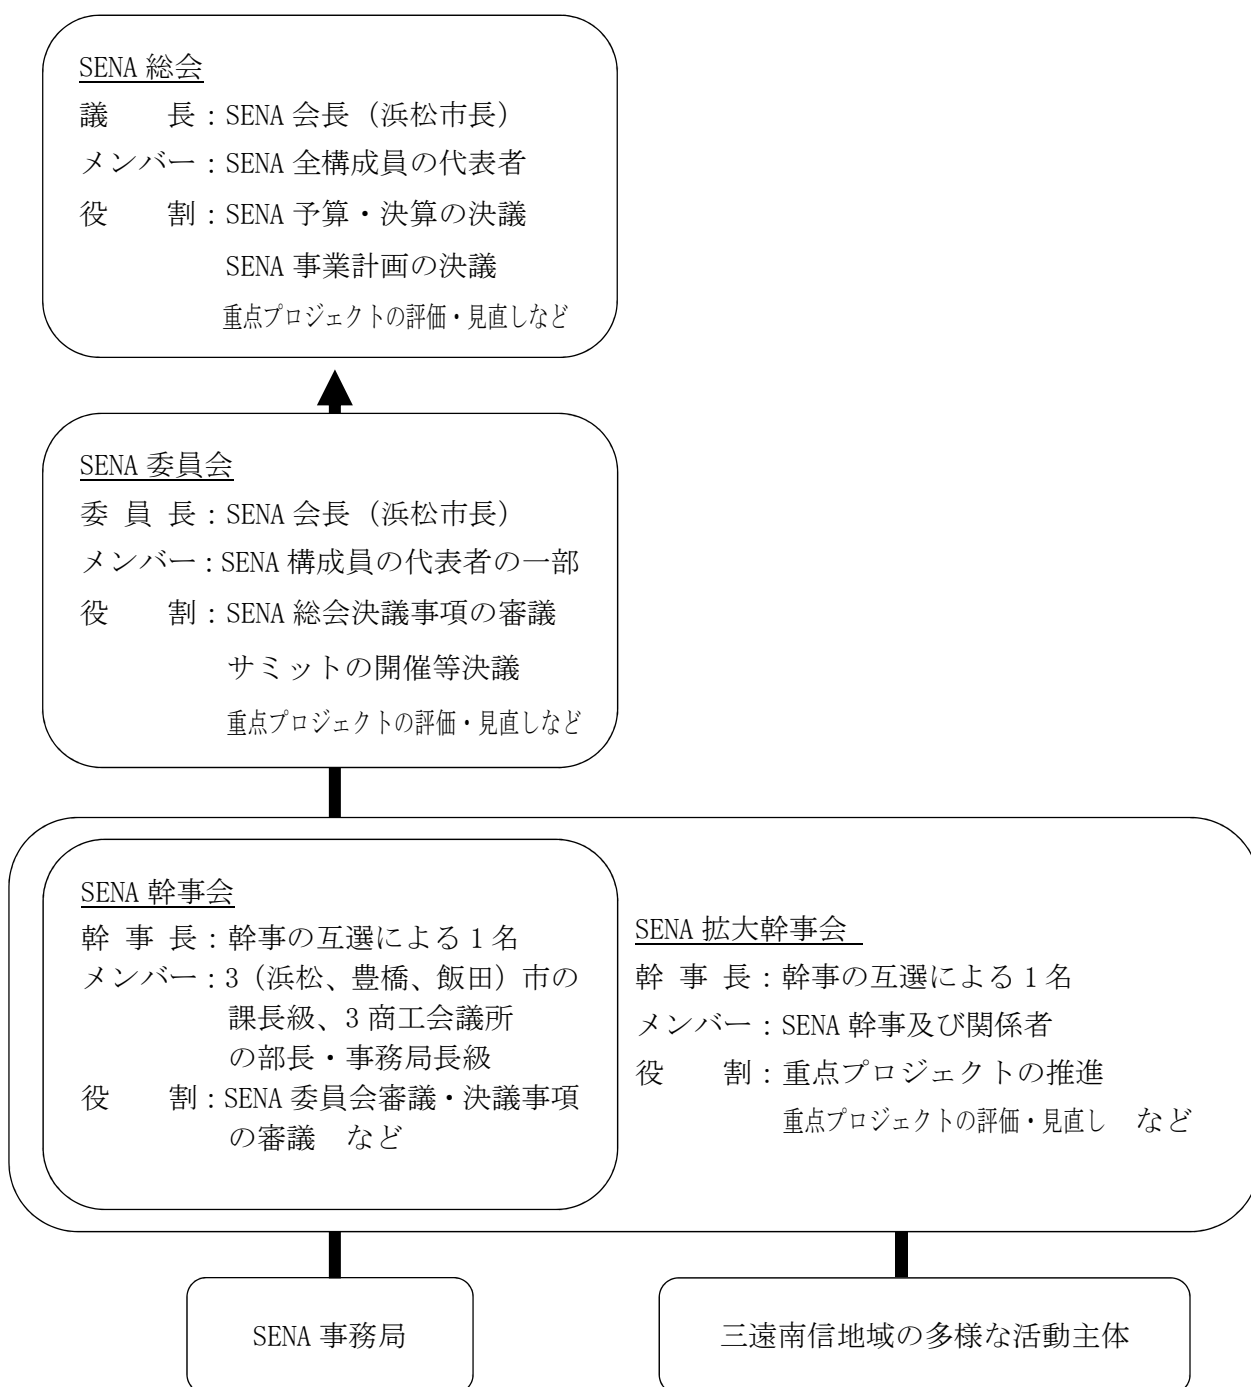 SENA 総会
議　　長：SENA 会長（浜松市長）
メンバー：SENA 全構成員の代表者
役　　割：SENA 予算・決算の決議
SENA 事業計画の決議
重点プロジェクトの評価・見直しなど
SENA 委員会
委 員 長：SENA 会長（浜松市長）
メンバー：SENA 構成員の代表者の一部
役　　割：SENA 総会決議事項の審議
サミットの開催等決議
重点プロジェクトの評価・見直しなど
SENA 幹事会
幹 事 長：幹事の互選による 1 名
メンバー：3（浜松、豊橋、飯田）市の
課長級、3 商工会議所
の部長・事務局長級
役　　割：SENA 委員会審議・決議事項
の審議　など
SENA 拡大幹事会
幹 事 長：幹事の互選による 1 名
メンバー：SENA 幹事及び関係者
役　　割：重点プロジェクトの推進
重点プロジェクトの評価・見直し　など
SENA 事務局
三遠南信地域の多様な活動主体